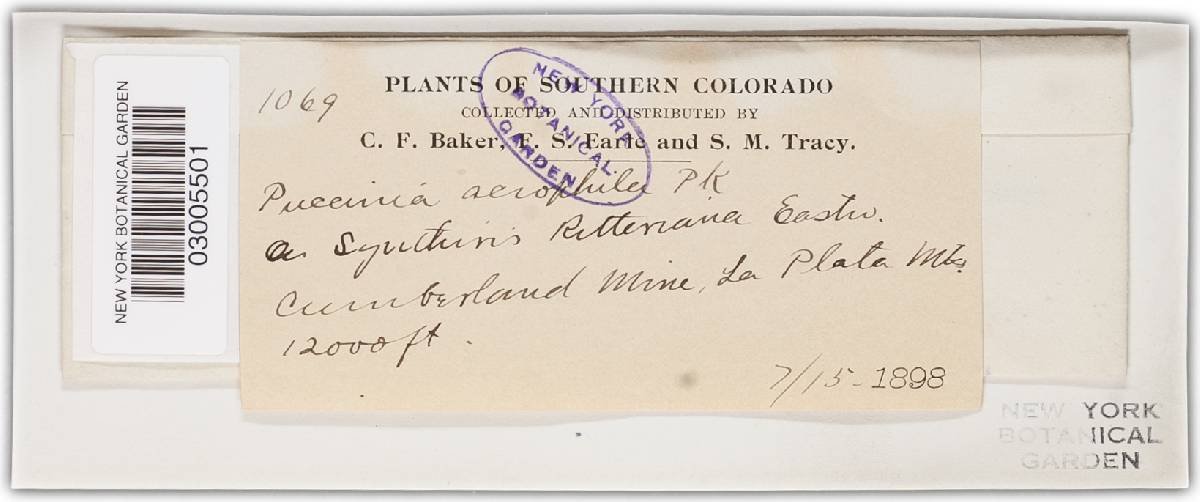 NEW YORK BOTANICAL GARDEN
03005501
1069
PLANTS OF SOUTHERN COLORADO
COLLECTED AND DISTRIBUTED BY
C. F. Baker, F. S. Earle and S. M. Tracy.
NEW YORK
BOTANICAL
GARDEN
Puccinia aerophila Pk
on Synthiris Ritteriana Eastw.
Cumberland Mine, La Plata Mts
12000 ft.
7/15-1898
NEW YORK
BOTANICAL
GARDEN